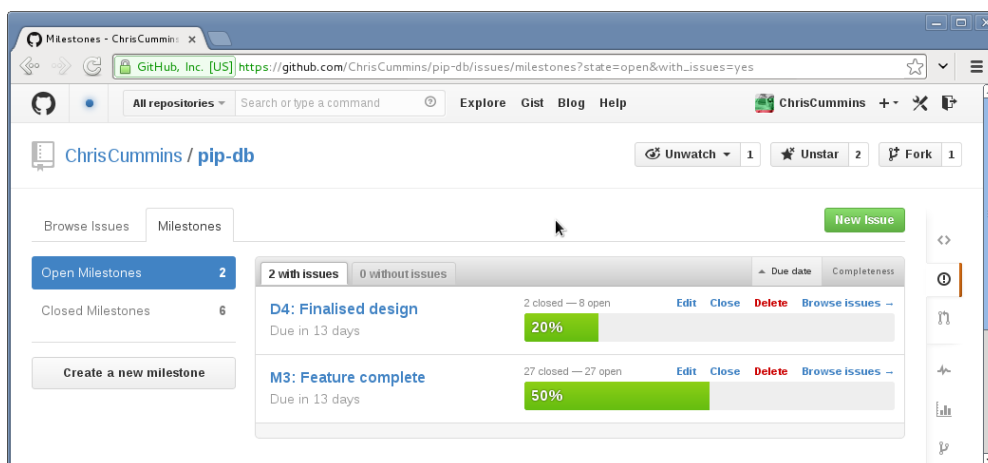 Milestones - ChrisCummins
GitHub, Inc. [US] https://github.com/ChrisCummins/pip-db/issues/milestones?state=open&with_issues=yes
All repositories Search or type a command Explore Gist Blog Help ChrisCummins
ChrisCummins / pip-db Unwatch 1 Unstar 2 Fork 1
Browse Issues Milestones New Issue
Open Milestones 2 2 with issues 0 without issues Due date Completeness
Closed Milestones 6
Create a new milestone
D4: Finalised design 2 closed — 8 open Edit Close Delete Browse issues →
Due in 13 days 20%
M3: Feature complete 27 closed — 27 open Edit Close Delete Browse issues →
Due in 13 days 50%